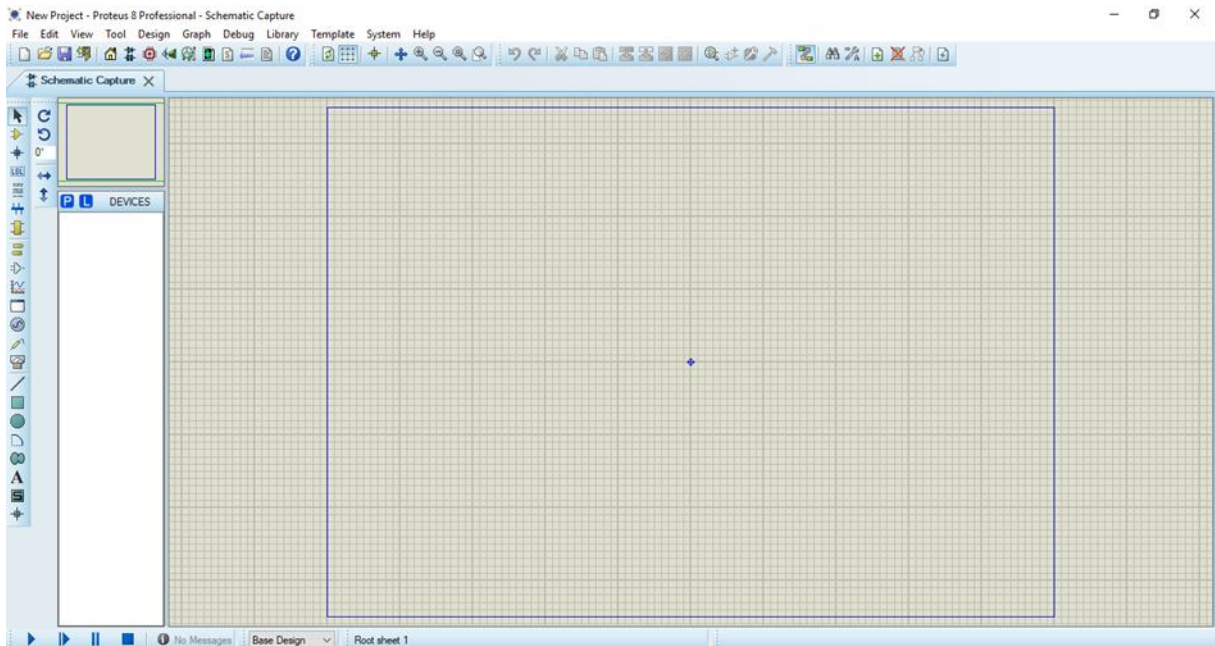 New Project - Proteus 8 Professional - Schematic Capture
File Edit View Tool Design Graph Debug Library Template System Help
Schematic Capture
0°
LBL
P L DEVICES
A
S
No Messages Base Design Root sheet 1